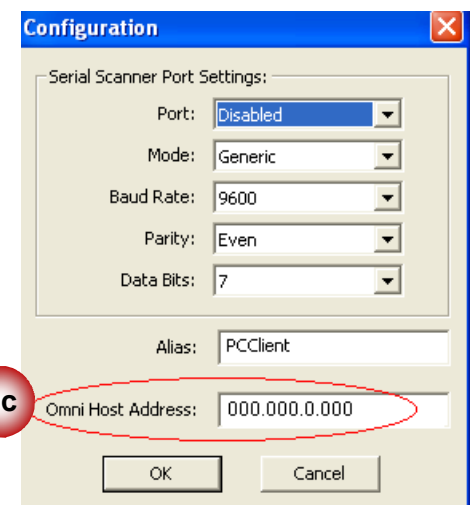 Configuration
Serial Scanner Port Settings:
Port: Disabled
Mode: Generic
Baud Rate: 9600
Parity: Even
Data Bits: 7
Alias: PCClient
c Omni Host Address: 000.000.0.000
OK Cancel